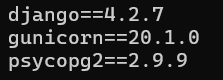 django==4.2.7
gunicorn==20.1.0
psycopg2==2.9.9